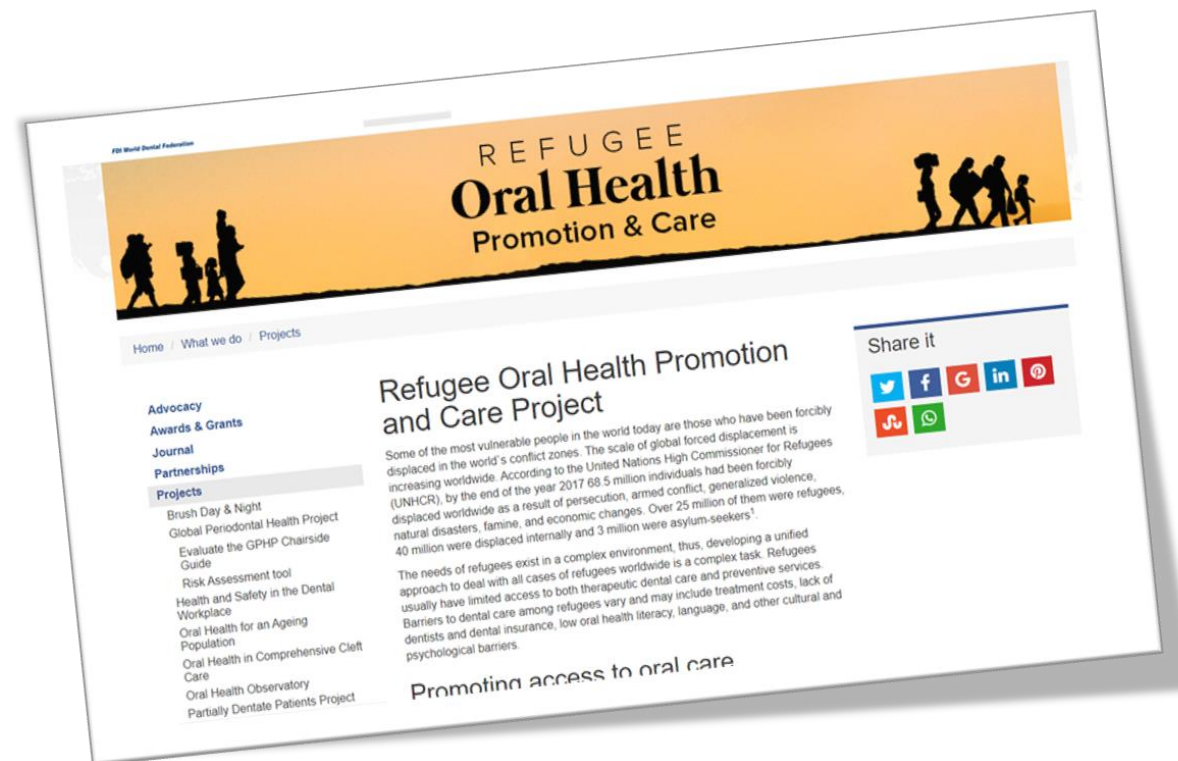 FDI World Dental Federation
REFUGEE
Oral Health
Promotion & Care
Home / What we do / Projects
Advocacy
Awards & Grants
Journal
Partnerships
Projects
Brush Day & Night
Global Periodontal Health Project
Evaluate the GPHP Chairside
Guide
Risk Assessment tool
Health and Safety in the Dental
Workplace
Oral Health for an Ageing
Population
Oral Health in Comprehensive Cleft
Care
Oral Health Observatory
Partially Dentate Patients Project
Refugee Oral Health Promotion
and Care Project
Some of the most vulnerable people in the world today are those who have been forcibly
displaced in the world's conflict zones. The scale of global forced displacement is
increasing worldwide. According to the United Nations High Commissioner for Refugees
(UNHCR), by the end of the year 2017 68.5 million individuals had been forcibly
displaced worldwide as a result of persecution, armed conflict, generalized violence,
natural disasters, famine, and economic changes. Over 25 million of them were refugees,
40 million were displaced internally and 3 million were asylum-seekers¹.
The needs of refugees exist in a complex environment, thus, developing a unified
approach to deal with all cases of refugees worldwide is a complex task. Refugees
usually have limited access to both therapeutic dental care and preventive services.
Barriers to dental care among refugees vary and may include treatment costs, lack of
dentists and dental insurance, low oral health literacy, language, and other cultural and
psychological barriers.
Promoting access to oral care
Share it